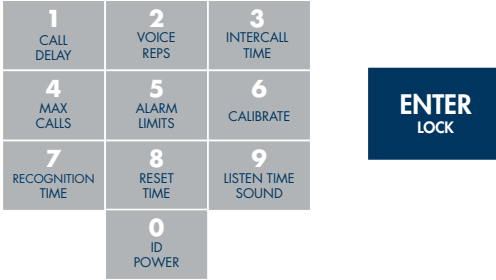 1
CALL
DELAY
2
VOICE
REPS
3
INTERCALL
TIME
4
MAX
CALLS
5
ALARM
LIMITS
6
CALIBRATE
7
RECOGNITION
TIME
8
RESET
TIME
9
LISTEN TIME
SOUND
0
ID
POWER
ENTER
LOCK